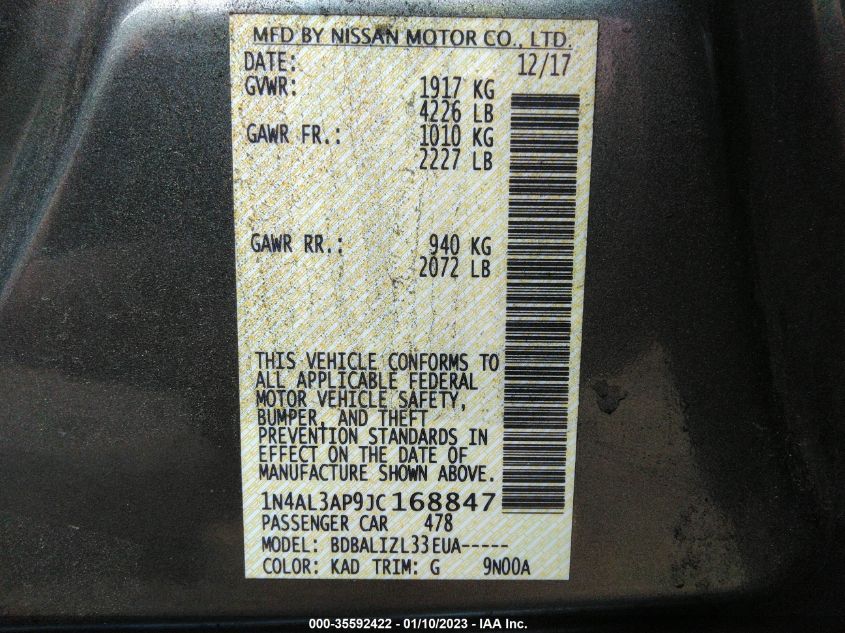 MFD BY NISSAN MOTOR CO., LTD.
DATE: 12/17
GVWR: 1917 KG
4226 LB
GAWR FR.: 1010 KG
2227 LB
GAWR RR.: 940 KG
2072 LB
THIS VEHICLE CONFORMS TO
ALL APPLICABLE FEDERAL
MOTOR VEHICLE SAFETY,
BUMPER, AND THEFT
PREVENTION STANDARDS IN
EFFECT ON THE DATE OF
MANUFACTURE SHOWN ABOVE.
1N4AL3AP9JC168847
PASSENGER CAR 478
MODEL: BDBALIZL33EUA-----
COLOR: KAD TRIM: G 9N00A
000-35592422 - 01/10/2023 - IAA Inc.